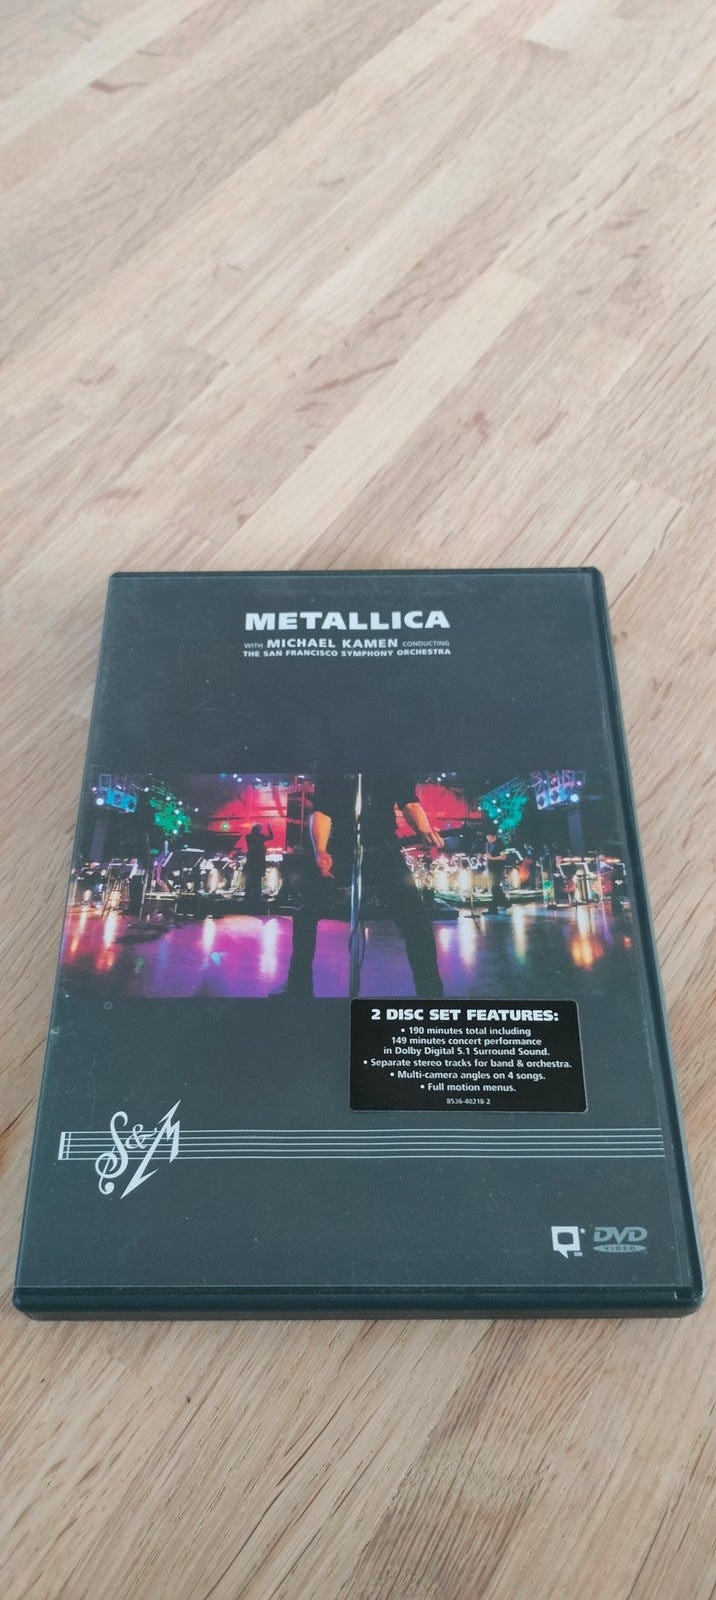 METALLICA
WITH MICHAEL KAMEN CONDUCTING
THE SAN FRANCISCO SYMPHONY ORCHESTRA
2 DISC SET FEATURES:
• 190 minutes total including
149 minutes concert performance
in Dolby Digital 5.1 Surround Sound.
• Separate stereo tracks for band & orchestra.
• Multi-camera angles on 4 songs.
• Full motion menus.
8536-40218 2
S&M
SM
DVD
VIDEO